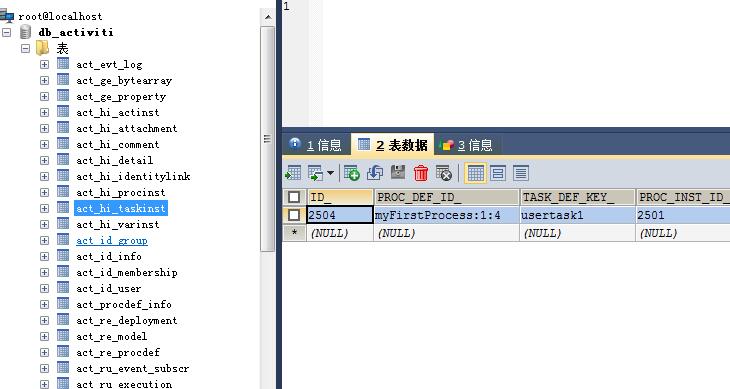 root@localhost
db_activiti
表
act_evt_log
act_ge_bytearray
act_ge_property
act_hi_actinst
act_hi_attachment
act_hi_comment
act_hi_detail
act_hi_identitylink
act_hi_procinst
act_hi_taskinst
act_hi_varinst
act_id_group
act_id_info
act_id_membership
act_id_user
act_procdef_info
act_re_deployment
act_re_model
act_re_procdef
act_ru_event_subscr
act_ru_execution
1
1 信息 2 表数据 3 信息
ID_ PROC_DEF_ID_ TASK_DEF_KEY_ PROC_INST_ID_
2504 myFirstProcess:1:4 usertask1 2501
* (NULL) (NULL) (NULL) (NULL)